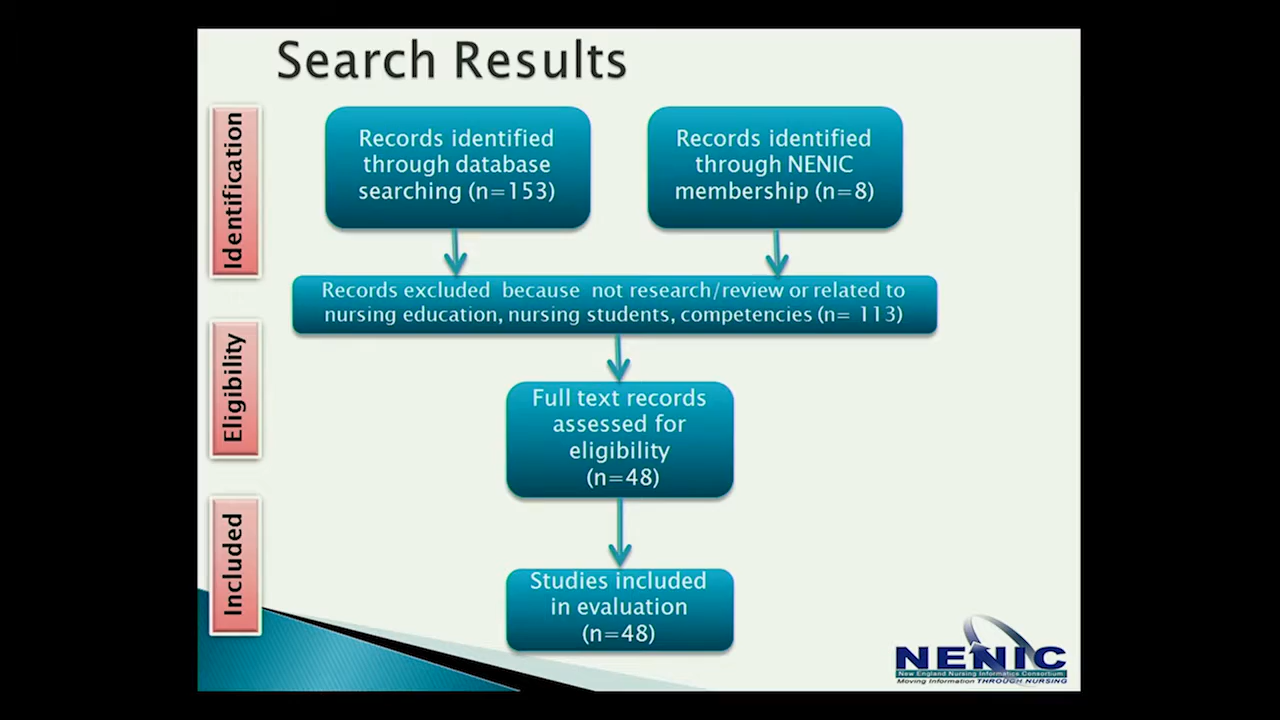 Search Results
Identification
Records identified
through database
searching (n=153)
Records identified
through NENIC
membership (n=8)
Records excluded because not research/review or related to
nursing education, nursing students, competencies (n= 113)
Eligibility
Full text records
assessed for
eligibility
(n=48)
Included
Studies included
in evaluation
(n=48)
NENIC
New England Nursing Informatics Consortium
Moving Information THROUGH NURSING